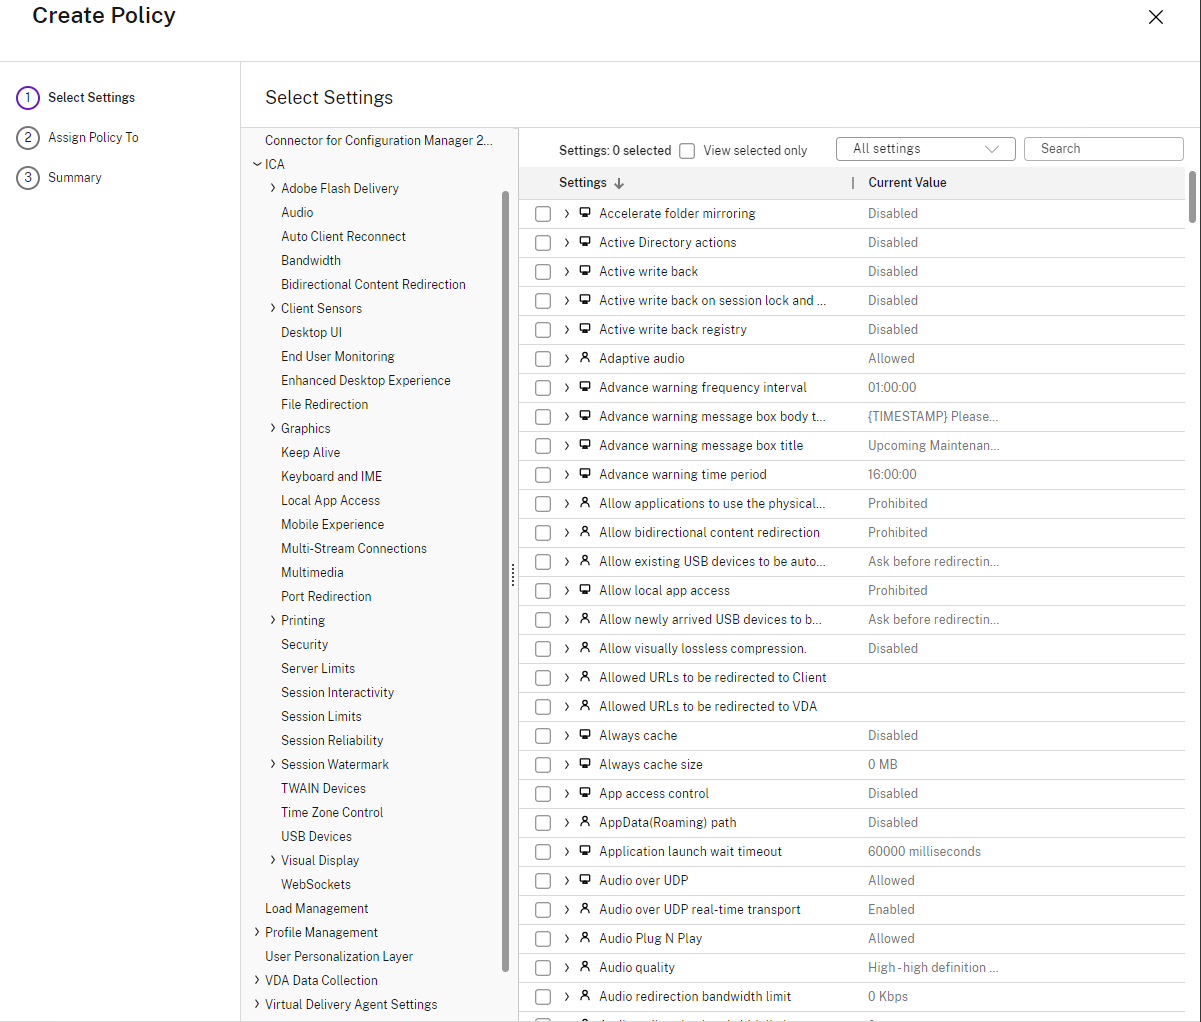 Create Policy
1 Select Settings
2 Assign Policy To
3 Summary
Select Settings
Connector for Configuration Manager 2...
ICA
Adobe Flash Delivery
Audio
Auto Client Reconnect
Bandwidth
Bidirectional Content Redirection
Client Sensors
Desktop UI
End User Monitoring
Enhanced Desktop Experience
File Redirection
Graphics
Keep Alive
Keyboard and IME
Local App Access
Mobile Experience
Multi-Stream Connections
Multimedia
Port Redirection
Printing
Security
Server Limits
Session Interactivity
Session Limits
Session Reliability
Session Watermark
TWAIN Devices
Time Zone Control
USB Devices
Visual Display
WebSockets
Load Management
Profile Management
User Personalization Layer
VDA Data Collection
Virtual Delivery Agent Settings
Settings: 0 selected View selected only All settings Search
Settings Current Value
Accelerate folder mirroring Disabled
Active Directory actions Disabled
Active write back Disabled
Active write back on session lock and ... Disabled
Active write back registry Disabled
Adaptive audio Allowed
Advance warning frequency interval 01:00:00
Advance warning message box body t... {TIMESTAMP} Please...
Advance warning message box title Upcoming Maintenan...
Advance warning time period 16:00:00
Allow applications to use the physical... Prohibited
Allow bidirectional content redirection Prohibited
Allow existing USB devices to be auto... Ask before redirectin...
Allow local app access Prohibited
Allow newly arrived USB devices to b... Ask before redirectin...
Allow visually lossless compression. Disabled
Allowed URLs to be redirected to Client
Allowed URLs to be redirected to VDA
Always cache Disabled
Always cache size 0 MB
App access control Disabled
AppData(Roaming) path Disabled
Application launch wait timeout 60000 milliseconds
Audio over UDP Allowed
Audio over UDP real-time transport Enabled
Audio Plug N Play Allowed
Audio quality High - high definition ...
Audio redirection bandwidth limit 0 Kbps